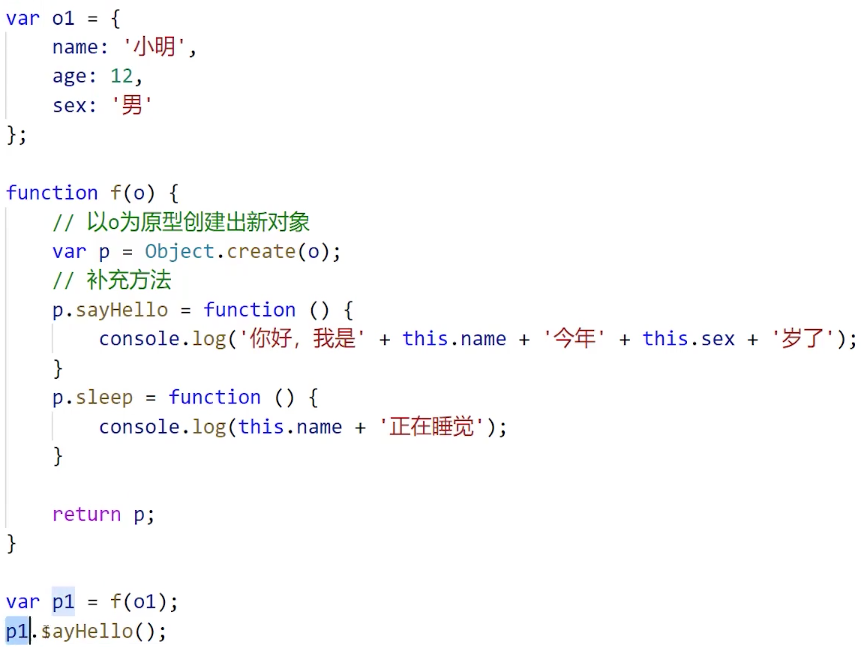 var o1 = {
    name: '小明',
    age: 12,
    sex: '男'
};
function f(o) {
    // 以o为原型创建出新对象
    var p = Object.create(o);
    // 补充方法
    p.sayHello = function () {
        console.log('你好，我是' + this.name + '今年' + this.sex + '岁了');
    }
    p.sleep = function () {
        console.log(this.name + '正在睡觉');
    }
    return p;
}
var p1 = f(o1);
p1.sayHello();